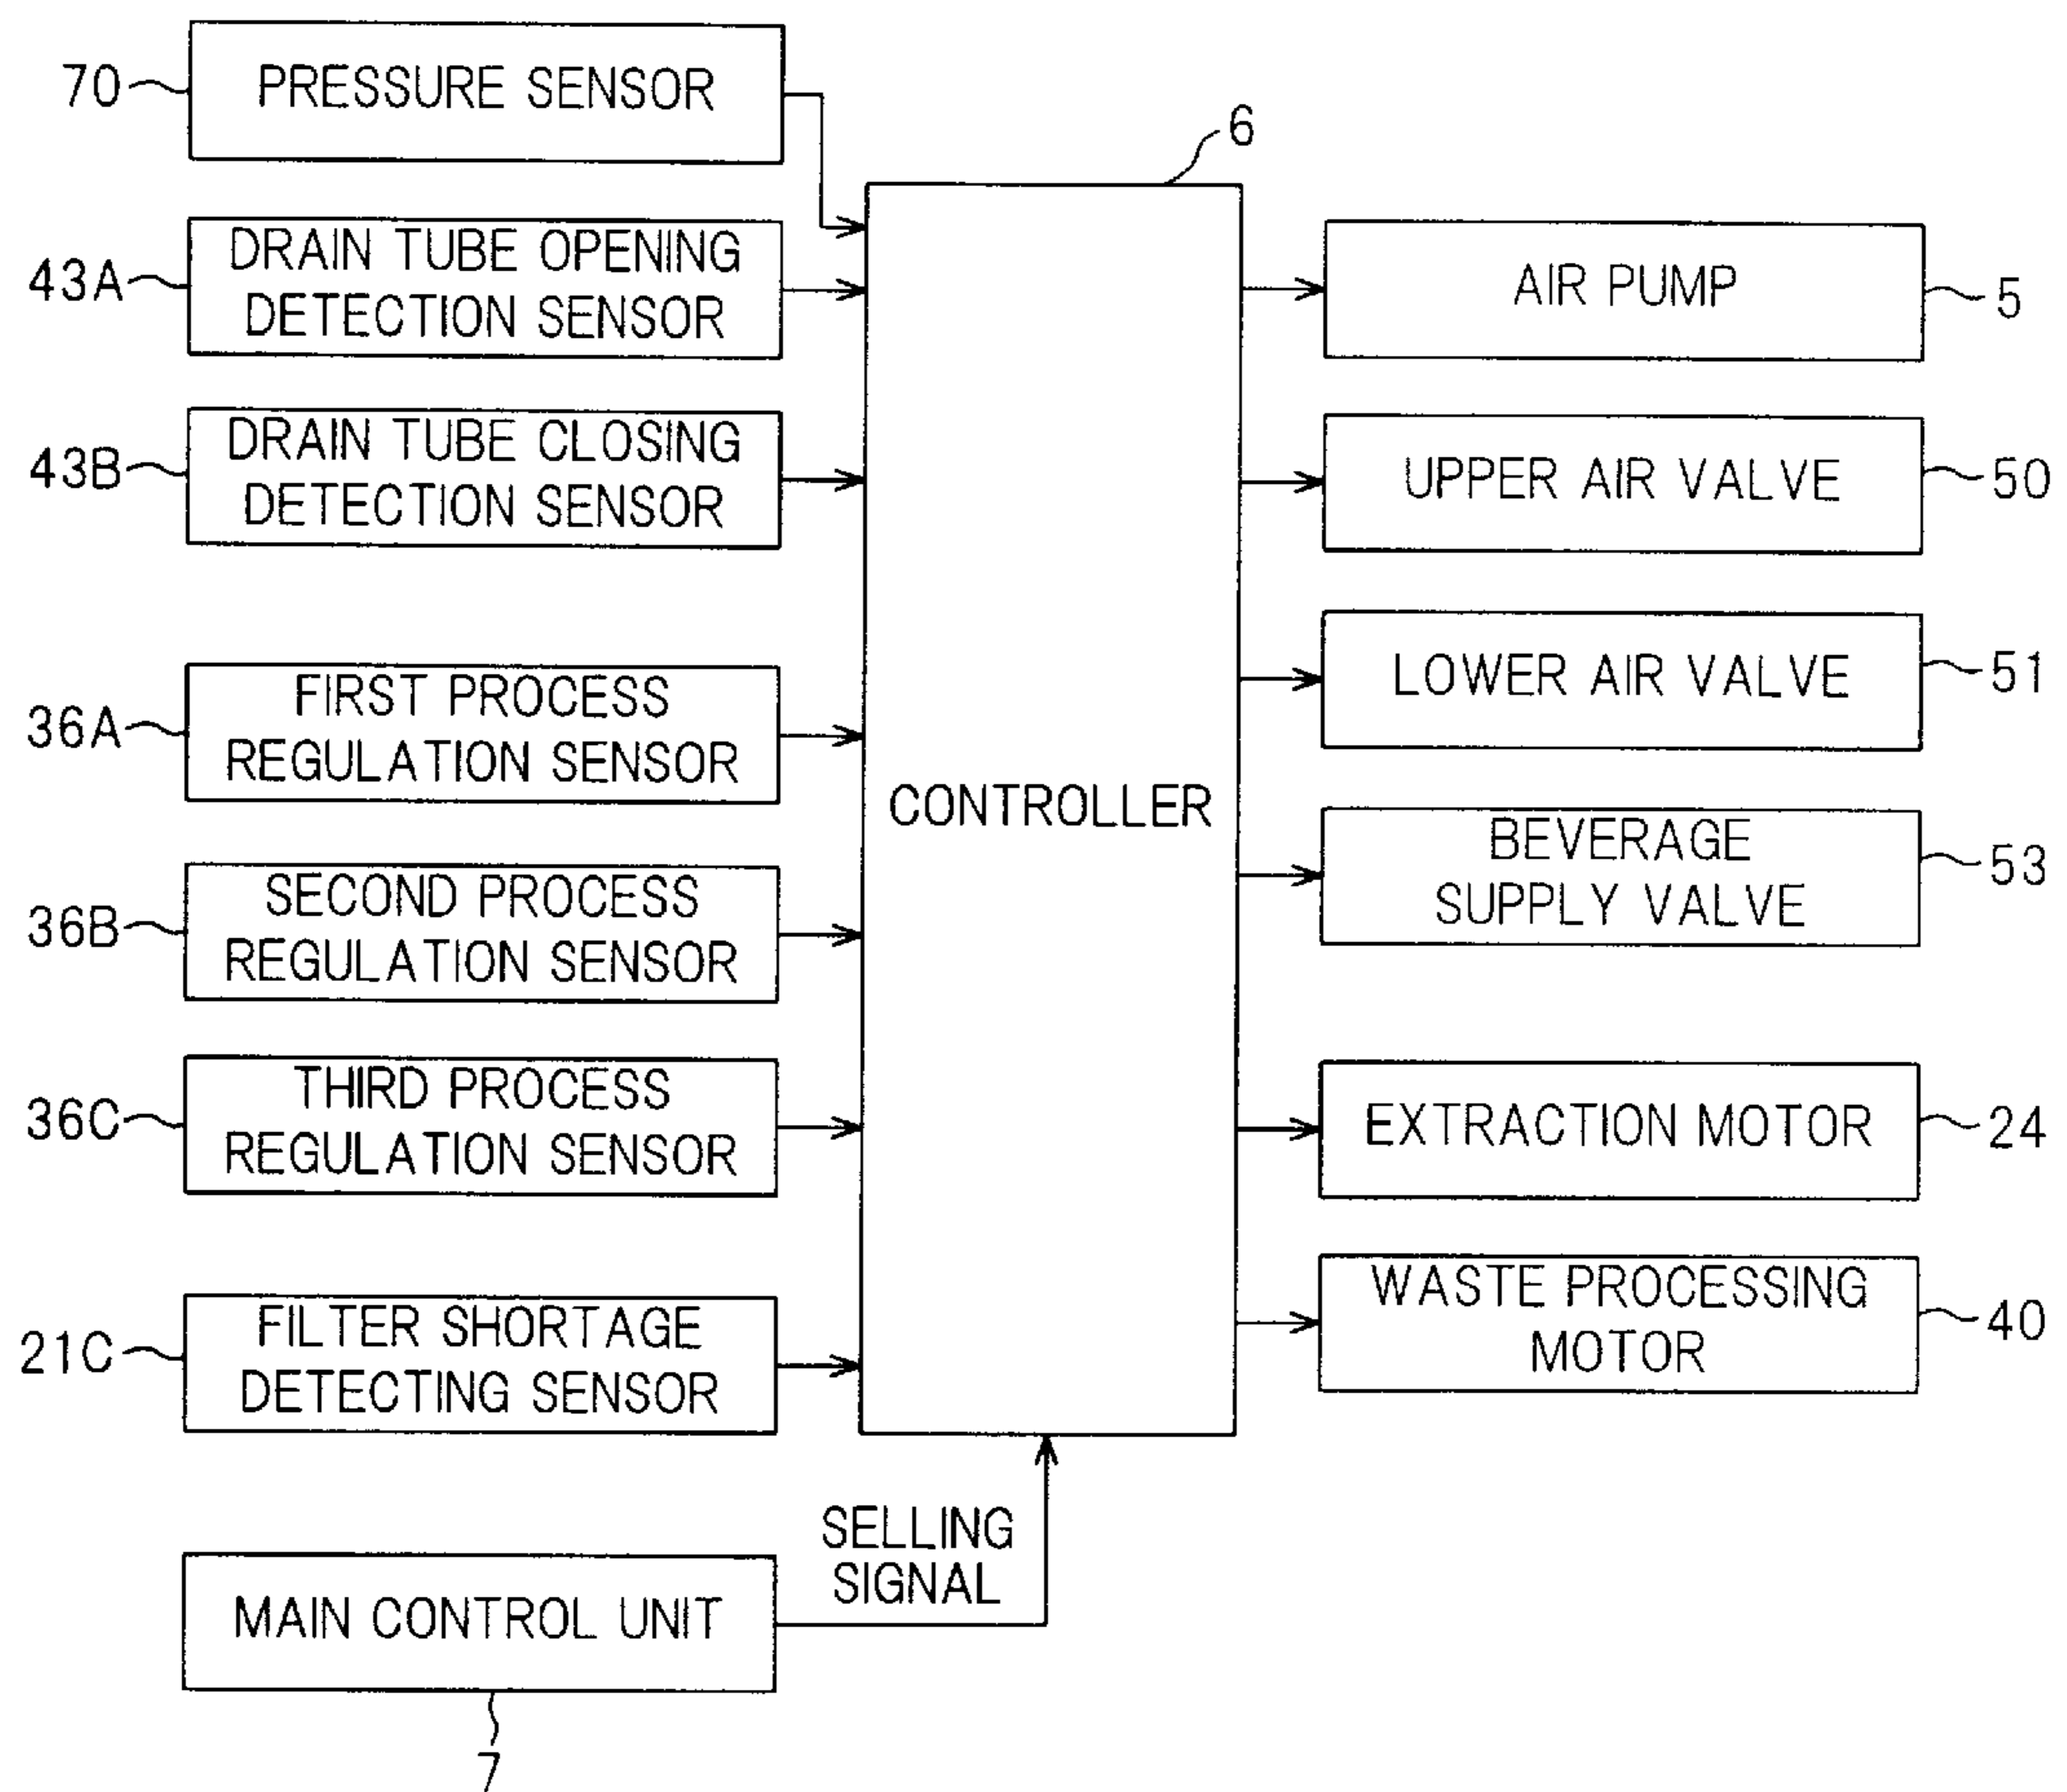 70
PRESSURE SENSOR
6
43A
DRAIN TUBE OPENING
DETECTION SENSOR
AIR PUMP
5
43B
DRAIN TUBE CLOSING
DETECTION SENSOR
UPPER AIR VALVE
50
36A
FIRST PROCESS
REGULATION SENSOR
LOWER AIR VALVE
51
CONTROLLER
BEVERAGE
SUPPLY VALVE
53
36B
SECOND PROCESS
REGULATION SENSOR
36C
THIRD PROCESS
REGULATION SENSOR
EXTRACTION MOTOR
24
21C
FILTER SHORTAGE
DETECTING SENSOR
WASTE PROCESSING
MOTOR
40
SELLING
SIGNAL
MAIN CONTROL UNIT
7